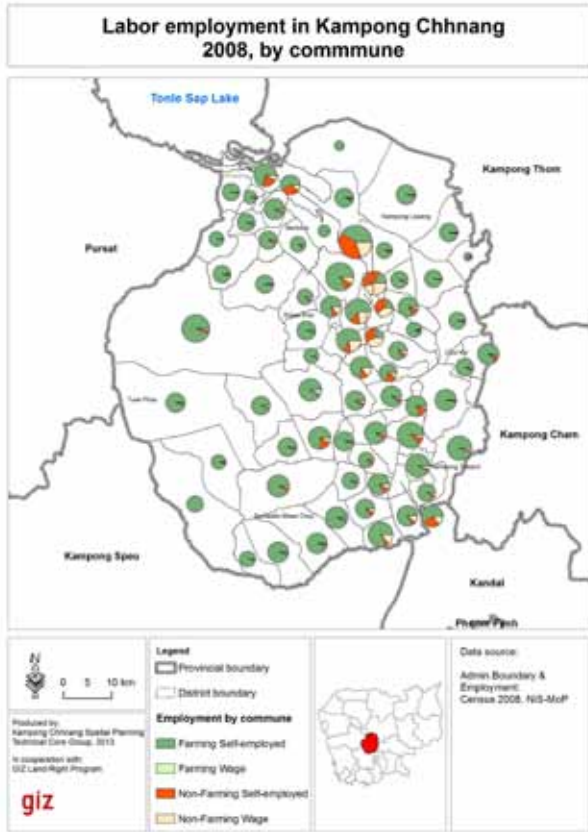 Labor employment in Kampong Chhnang
2008, by commmune
Tonle Sap Lake
Kampong Thom
Pursat
Kampong Cham
Kampong Speu
Kandal
Phnom Penh
N
0 5 10 km
Produced by:
Kampong Chhnang Spatial Planning
Technical Core Group, 2013
In cooperation with:
GIZ Land Right Program
giz
Legend
Provincial boundary
District boundary
Employment by commune
Farming Self-employed
Farming Wage
Non-Farming Self-employed
Non-Farming Wage
Data source:
Admin.Boundary &
Employment:
Census 2008, NIS-MoP